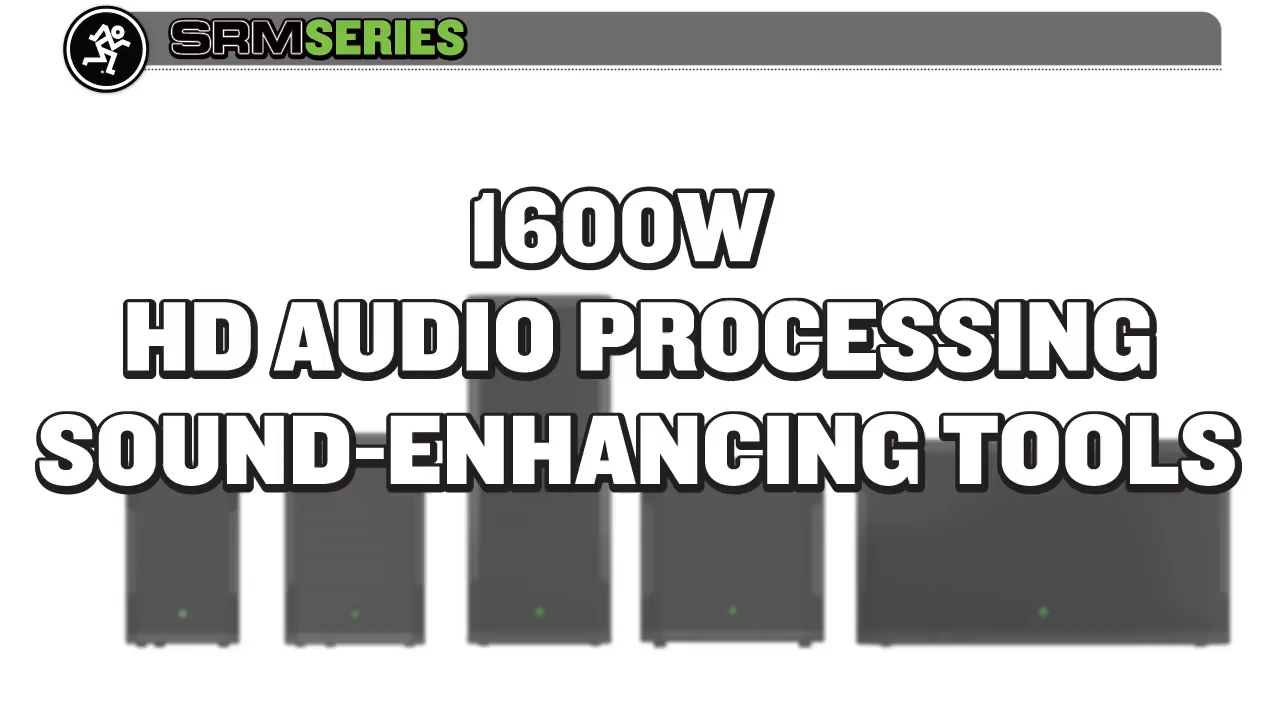 SRMSERIES
1600W
HD AUDIO PROCESSING
SOUND-ENHANCING TOOLS